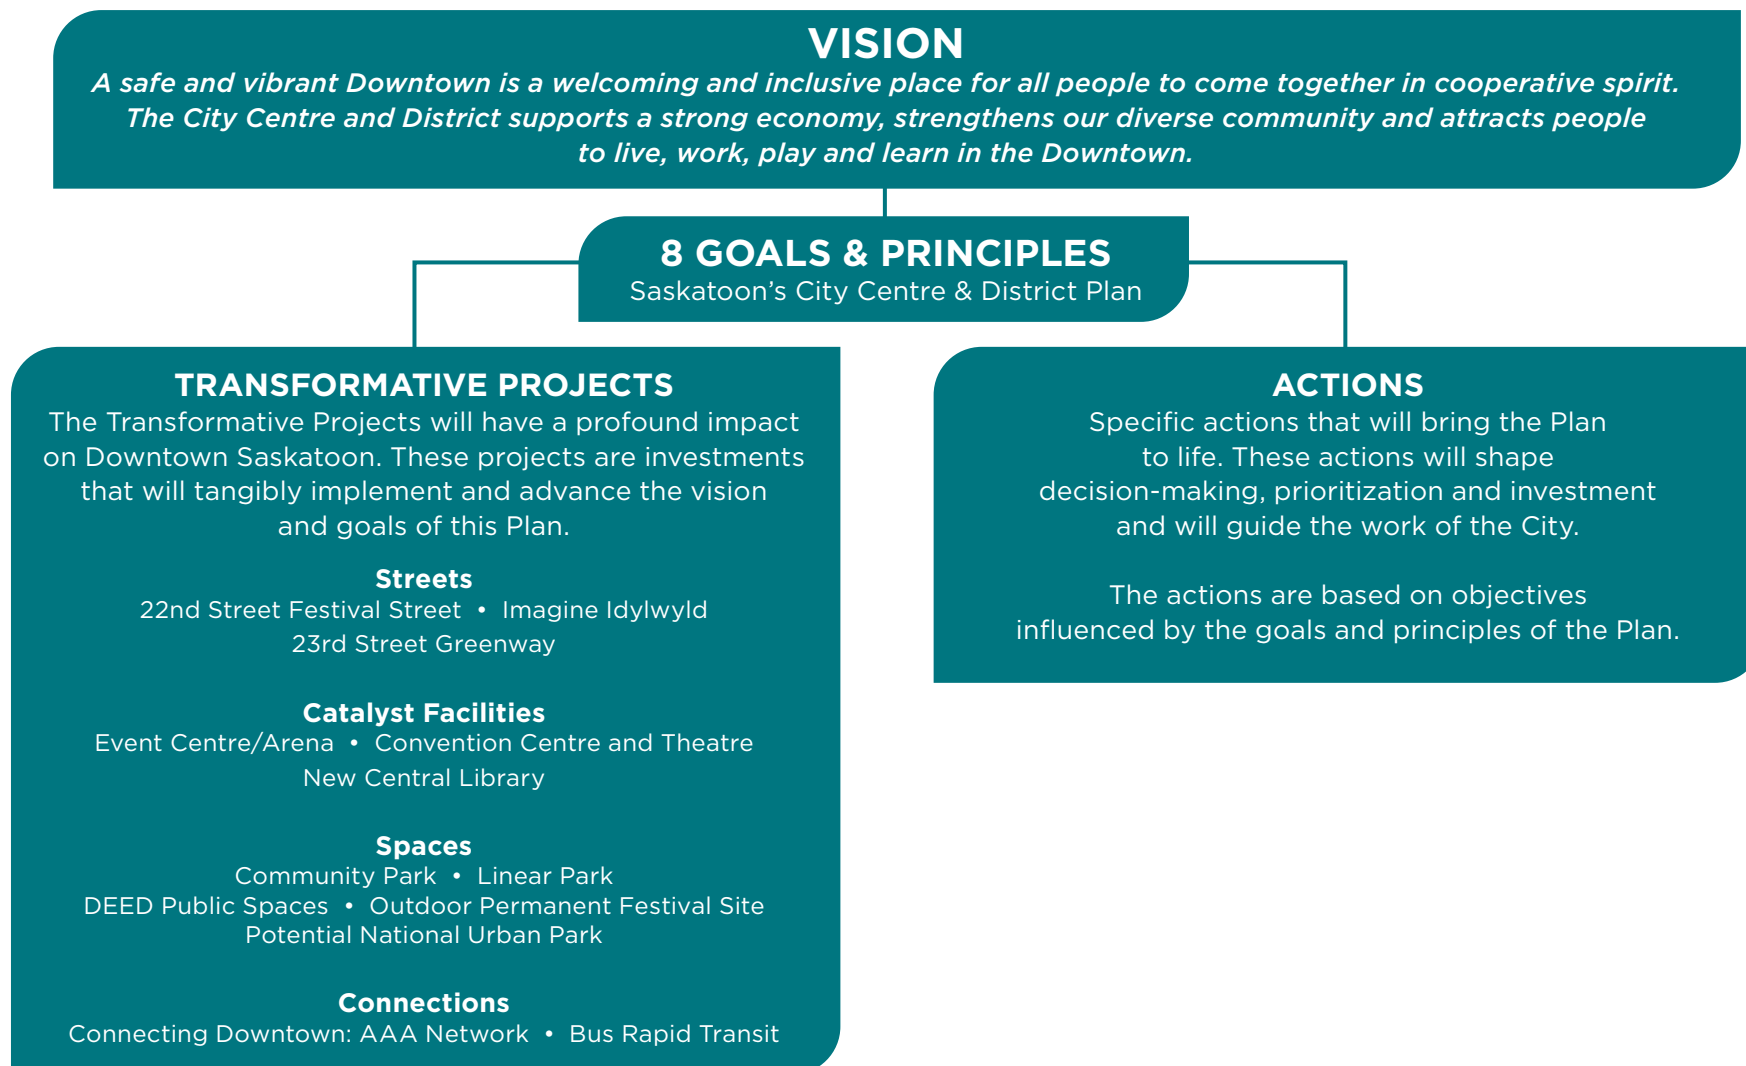 VISION
A safe and vibrant Downtown is a welcoming and inclusive place for all people to come together in cooperative spirit.
The City Centre and District supports a strong economy, strengthens our diverse community and attracts people
to live, work, play and learn in the Downtown.
8 GOALS & PRINCIPLES
Saskatoon’s City Centre & District Plan
TRANSFORMATIVE PROJECTS
The Transformative Projects will have a profound impact
on Downtown Saskatoon. These projects are investments
that will tangibly implement and advance the vision
and goals of this Plan.
Streets
22nd Street Festival Street • Imagine Idylwyld
23rd Street Greenway
Catalyst Facilities
Event Centre/Arena • Convention Centre and Theatre
New Central Library
Spaces
Community Park • Linear Park
DEED Public Spaces • Outdoor Permanent Festival Site
Potential National Urban Park
Connections
Connecting Downtown: AAA Network • Bus Rapid Transit
ACTIONS
Specific actions that will bring the Plan
to life. These actions will shape
decision-making, prioritization and investment
and will guide the work of the City.
The actions are based on objectives
influenced by the goals and principles of the Plan.